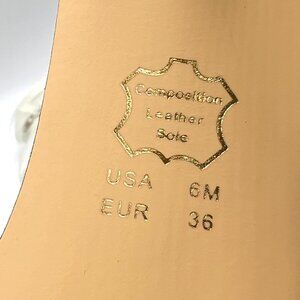 Composition
Leather
Sole
USA 6M
EUR 36